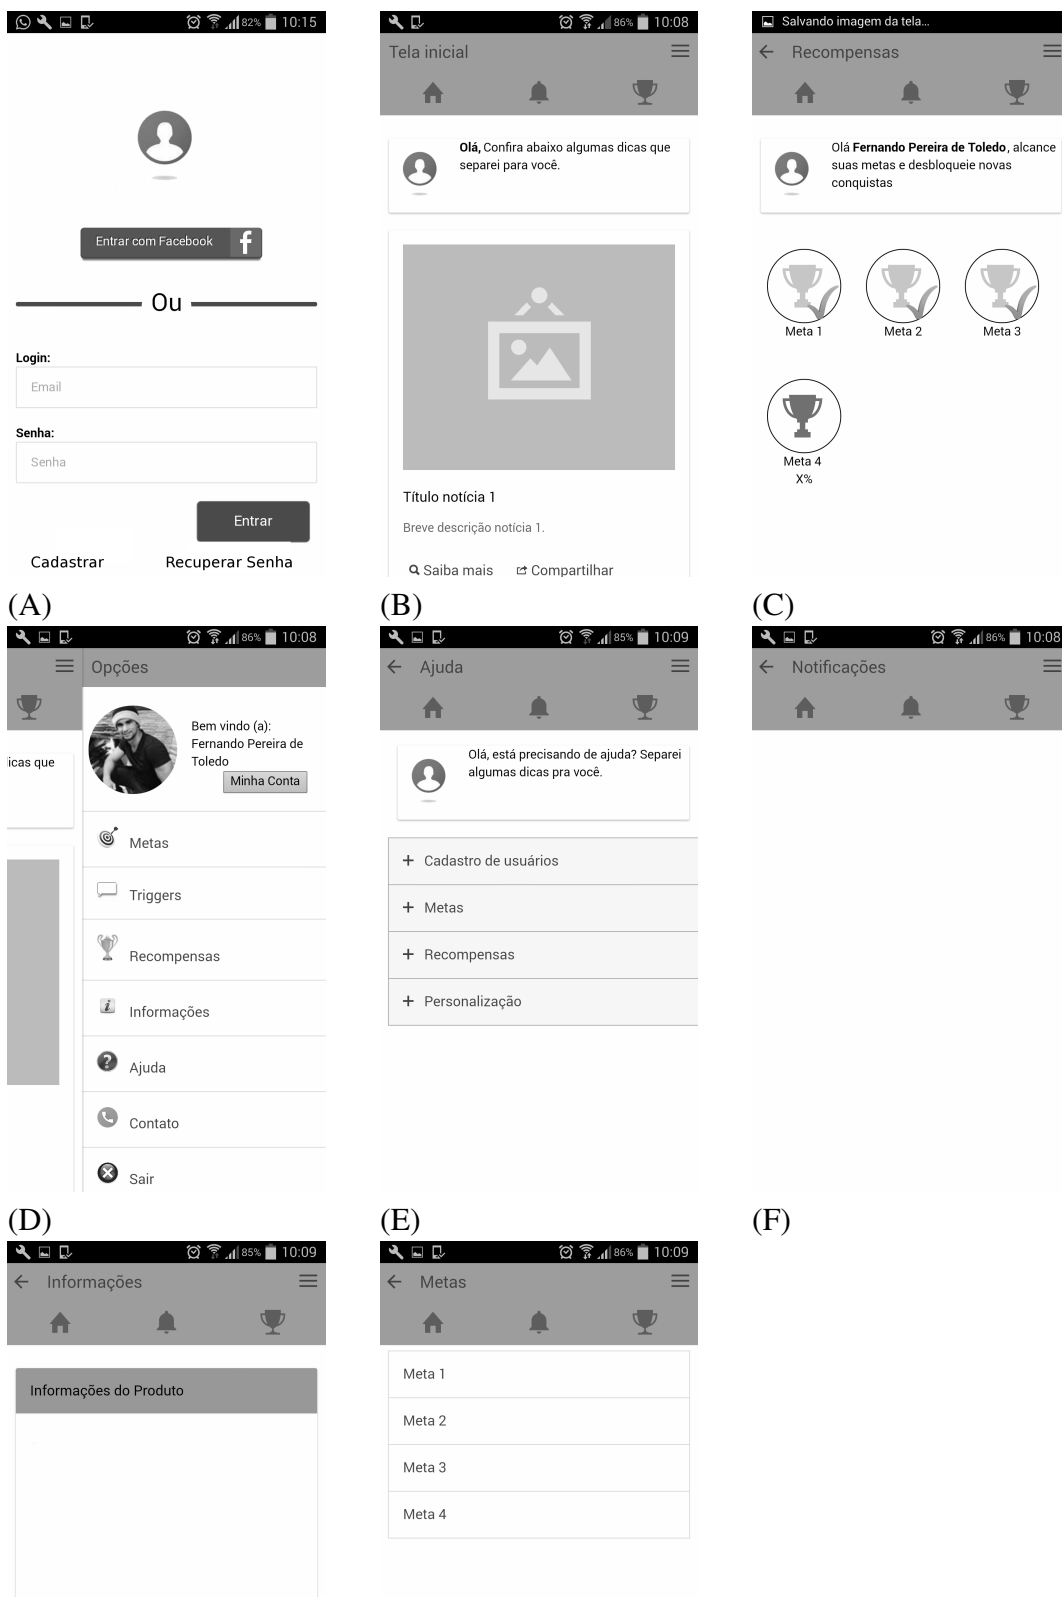 82% 10:15
Entrar com Facebook f
Ou
Login:
Email
Senha:
Senha
Entrar
Cadastrar Recuperar Senha
(A)
86% 10:08
Tela inicial
Olá, Confira abaixo algumas dicas que
separei para você.
Título notícia 1
Breve descrição notícia 1.
Saiba mais Compartilhar
(B)
Salvando imagem da tela...
Recompensas
Olá Fernando Pereira de Toledo, alcance
suas metas e desbloqueie novas
conquistas
Meta 1 Meta 2 Meta 3
Meta 4
X%
(C)
86% 10:08
Opções
icas que
Bem vindo (a):
Fernando Pereira de
Toledo
Minha Conta
Metas
Triggers
Recompensas
i Informações
? Ajuda
Contato
Sair
(D)
85% 10:09
Ajuda
Olá, está precisando de ajuda? Separei
algumas dicas pra você.
+ Cadastro de usuários
+ Metas
+ Recompensas
+ Personalização
(E)
86% 10:08
Notificações
(F)
85% 10:09
Informações
Informações do Produto
86% 10:09
Metas
Meta 1
Meta 2
Meta 3
Meta 4